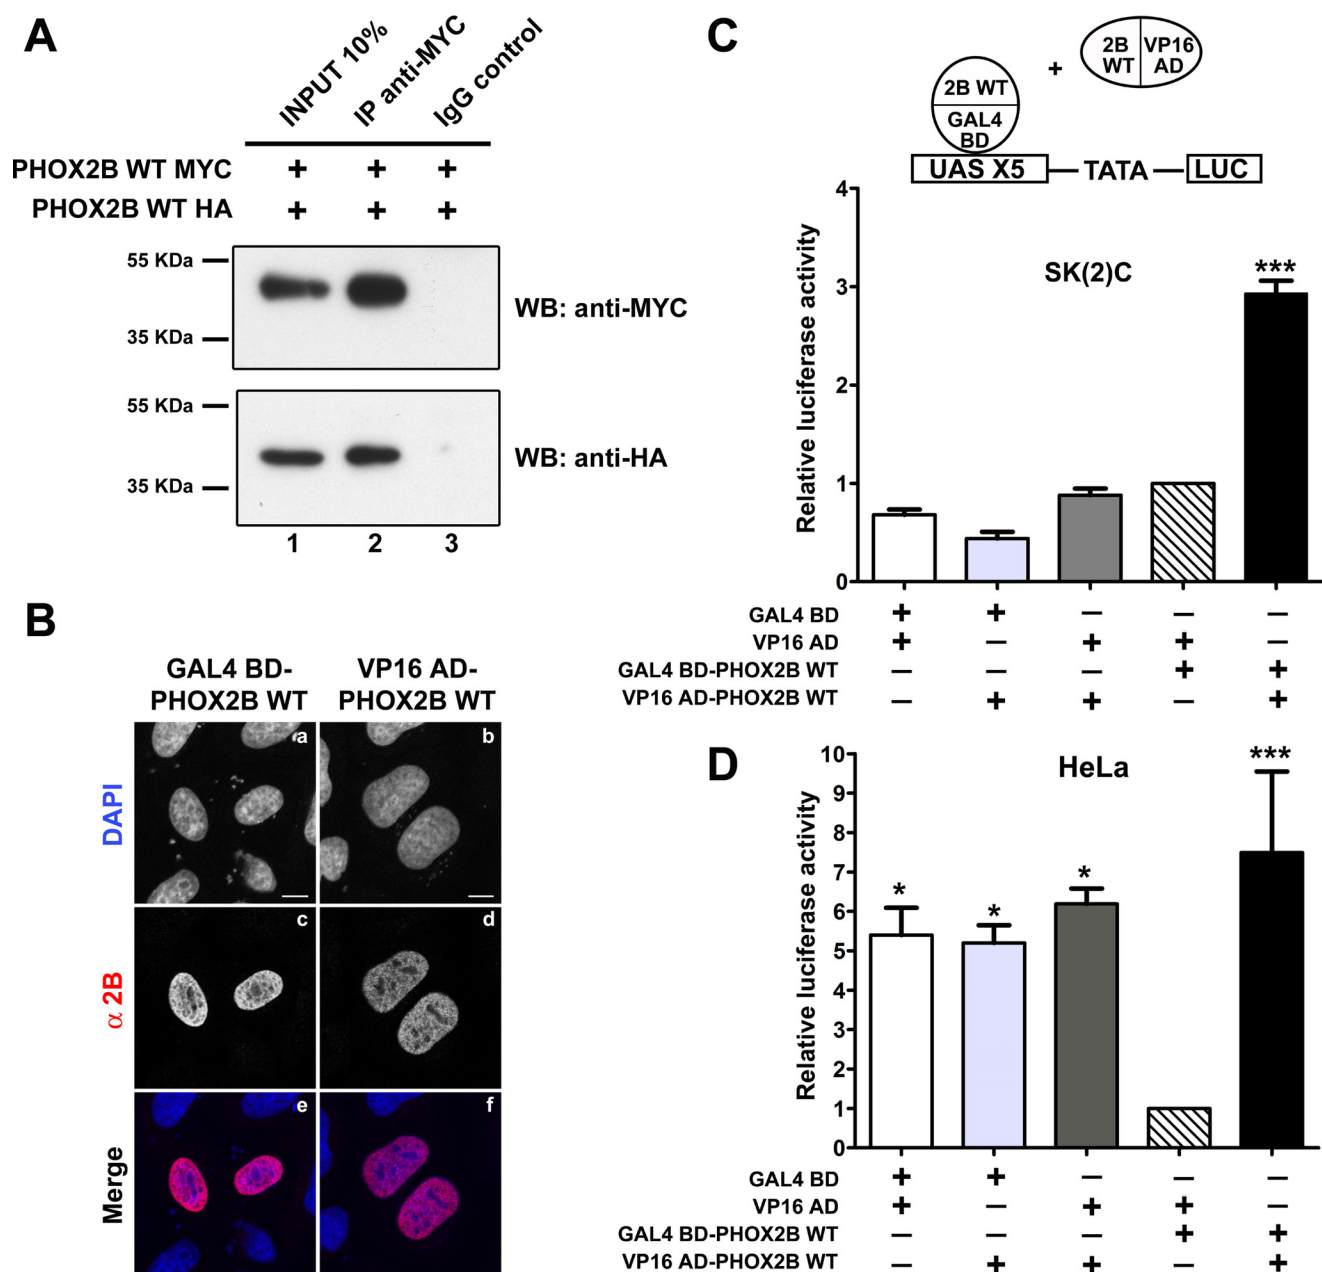 A
INPUT 10%
IP anti-MYC
IgG control
PHOX2B WT MYC + + +
PHOX2B WT HA + + +
55 KDa
35 KDa
WB: anti-MYC
55 KDa
35 KDa
WB: anti-HA
1 2 3
B
GAL4 BD-
PHOX2B WT
VP16 AD-
PHOX2B WT
DAPI
a b
α 2B
c d
Merge
e f
C
2B WT
GAL4
BD
+
2B
WT
VP16
AD
UAS X5 TATA LUC
Relative luciferase activity
4
3
2
1
0
SK(2)C
***
GAL4 BD + + — — —
VP16 AD + — + + —
GAL4 BD-PHOX2B WT — — — + +
VP16 AD-PHOX2B WT — + + — +
D
HeLa
Relative luciferase activity
10
9
8
7
6
5
4
3
2
1
0
* * * ***
GAL4 BD + + — — —
VP16 AD + — + + —
GAL4 BD-PHOX2B WT — — — + +
VP16 AD-PHOX2B WT — + + — +